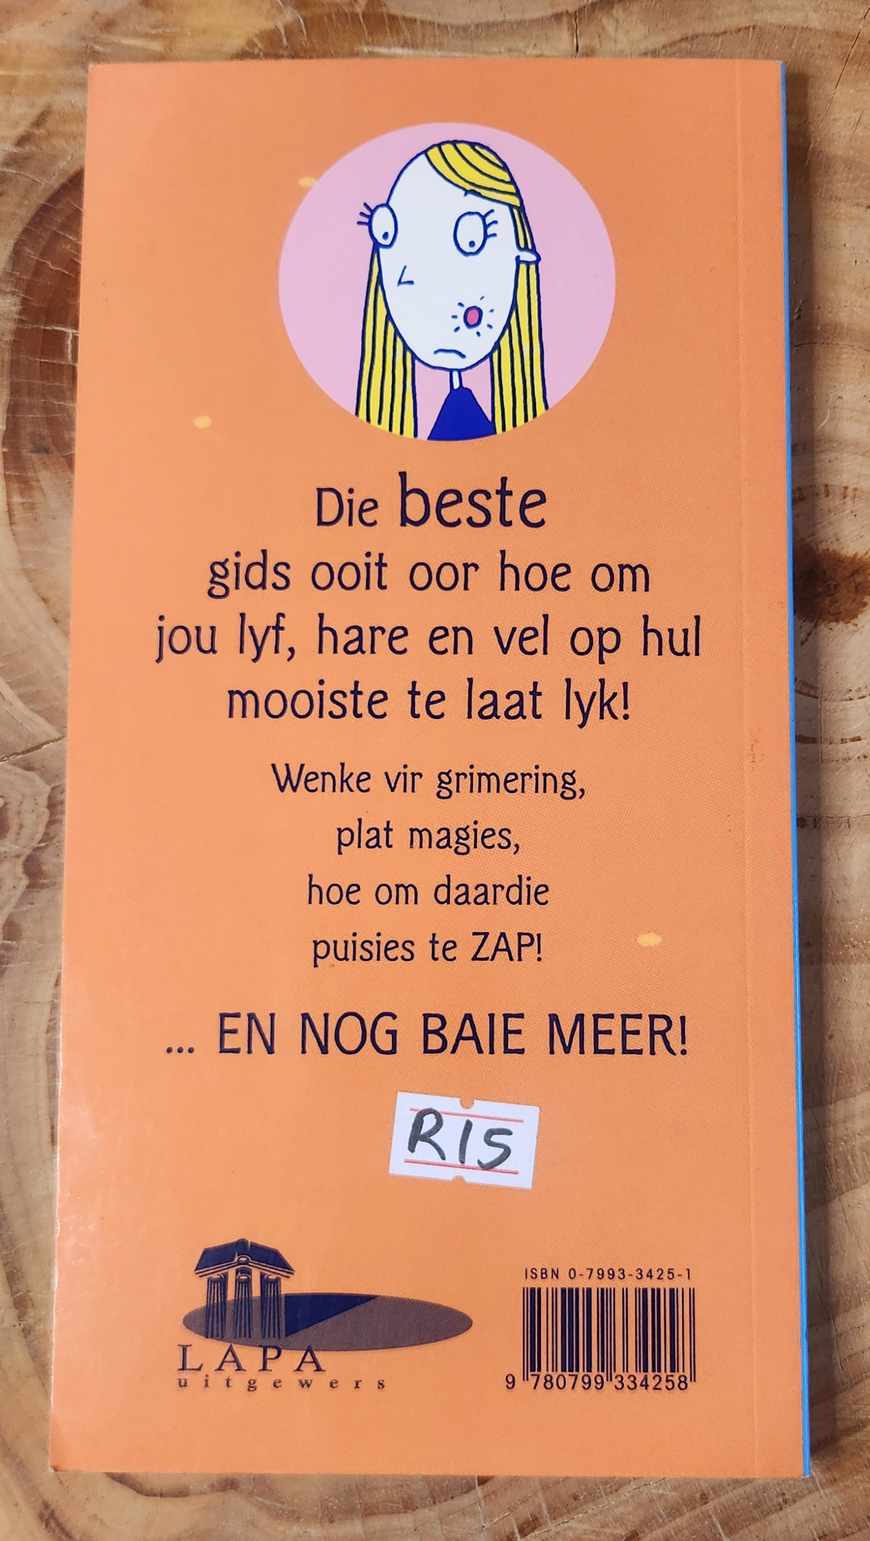 Die beste
gids ooit oor hoe om
jou lyf, hare en vel op hul
mooiste te laat lyk!
Wenke vir grimering,
plat magies,
hoe om daardie
puisies te ZAP!
... EN NOG BAIE MEER!
R15
LAPA
uitgewers
ISBN 0-7993-3425-1
9 780799 334258